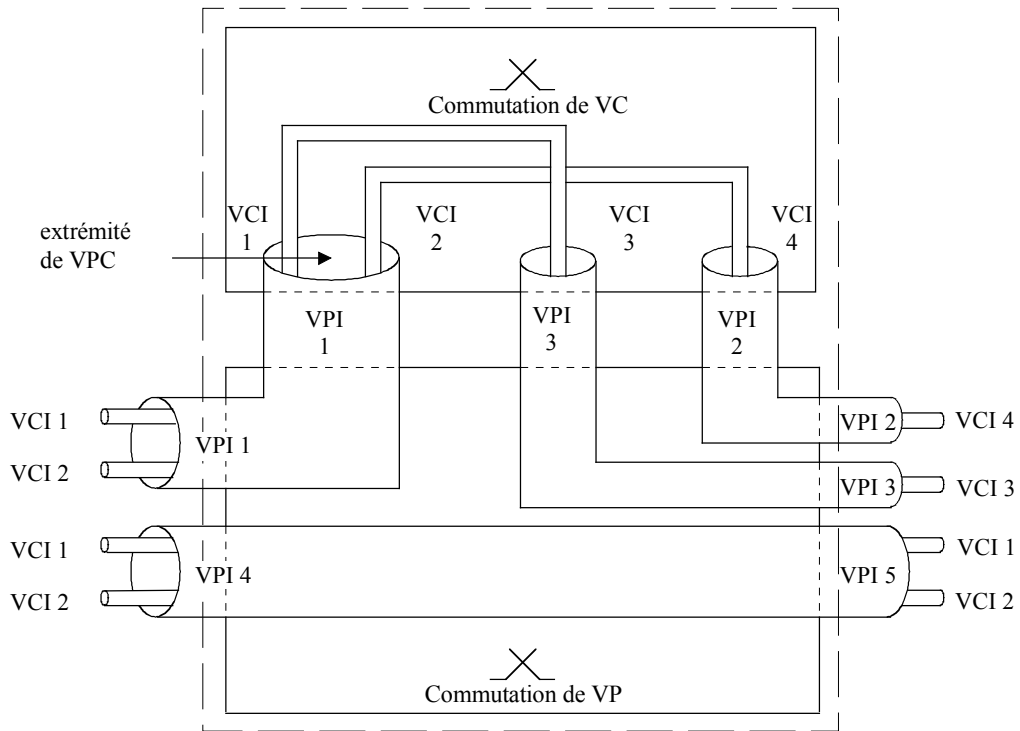 Commutation de VC
VCI
1
VCI
2
VCI
3
VCI
4
extrémité
de VPC
VPI
1
VPI
3
VPI
2
VCI 1
VPI 1
VCI 2
VPI 2
VCI 4
VPI 3
VCI 3
VCI 1
VPI 4
VCI 2
VPI 5
VCI 1
VCI 2
Commutation de VP